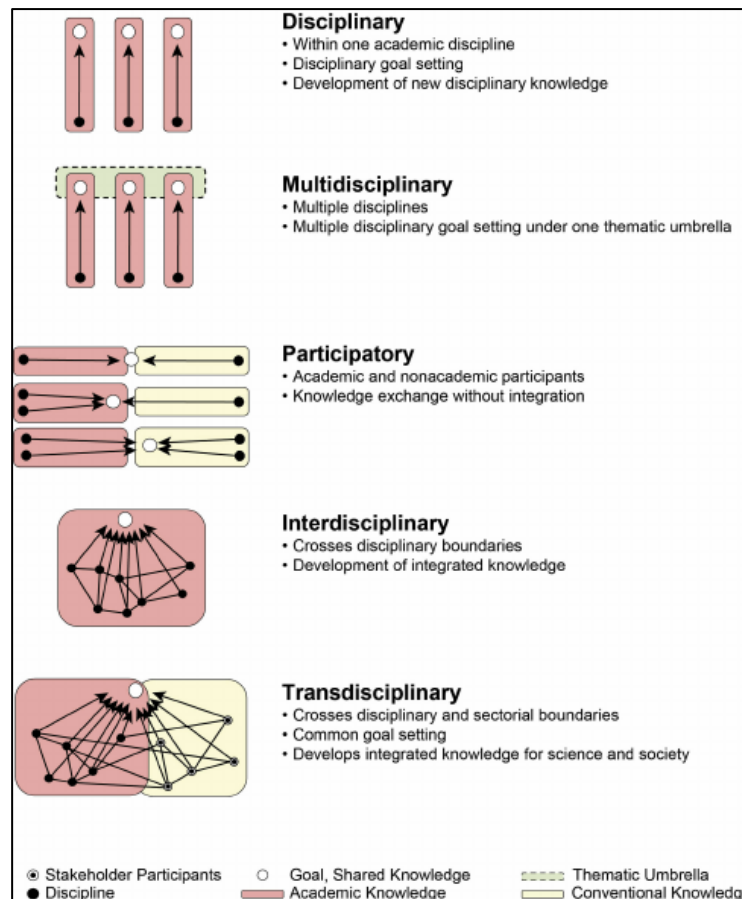 Disciplinary
• Within one academic discipline
• Disciplinary goal setting
• Development of new disciplinary knowledge
Multidisciplinary
• Multiple disciplines
• Multiple disciplinary goal setting under one thematic umbrella
Participatory
• Academic and nonacademic participants
• Knowledge exchange without integration
Interdisciplinary
• Crosses disciplinary boundaries
• Development of integrated knowledge
Transdisciplinary
• Crosses disciplinary and sectorial boundaries
• Common goal setting
• Develops integrated knowledge for science and society
Stakeholder Participants Goal, Shared Knowledge Thematic Umbrella
Discipline Academic Knowledge Conventional Knowledg